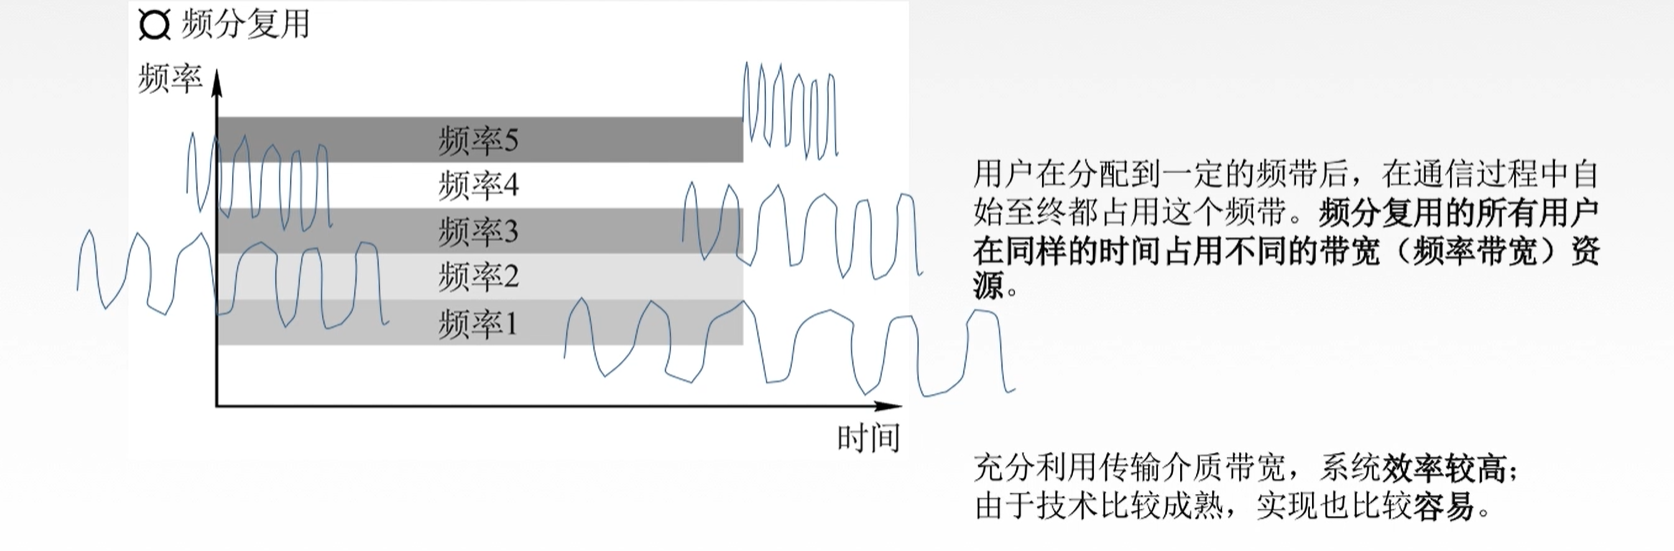 频分复用
频率
频率5
频率4
频率3
频率2
频率1
时间
用户在分配到一定的频带后，在通信过程中自
始至终都占用这个频带。频分复用的所有用户
在同样的时间占用不同的带宽（频率带宽）资
源。
充分利用传输介质带宽，系统效率较高；
由于技术比较成熟，实现也比较容易。